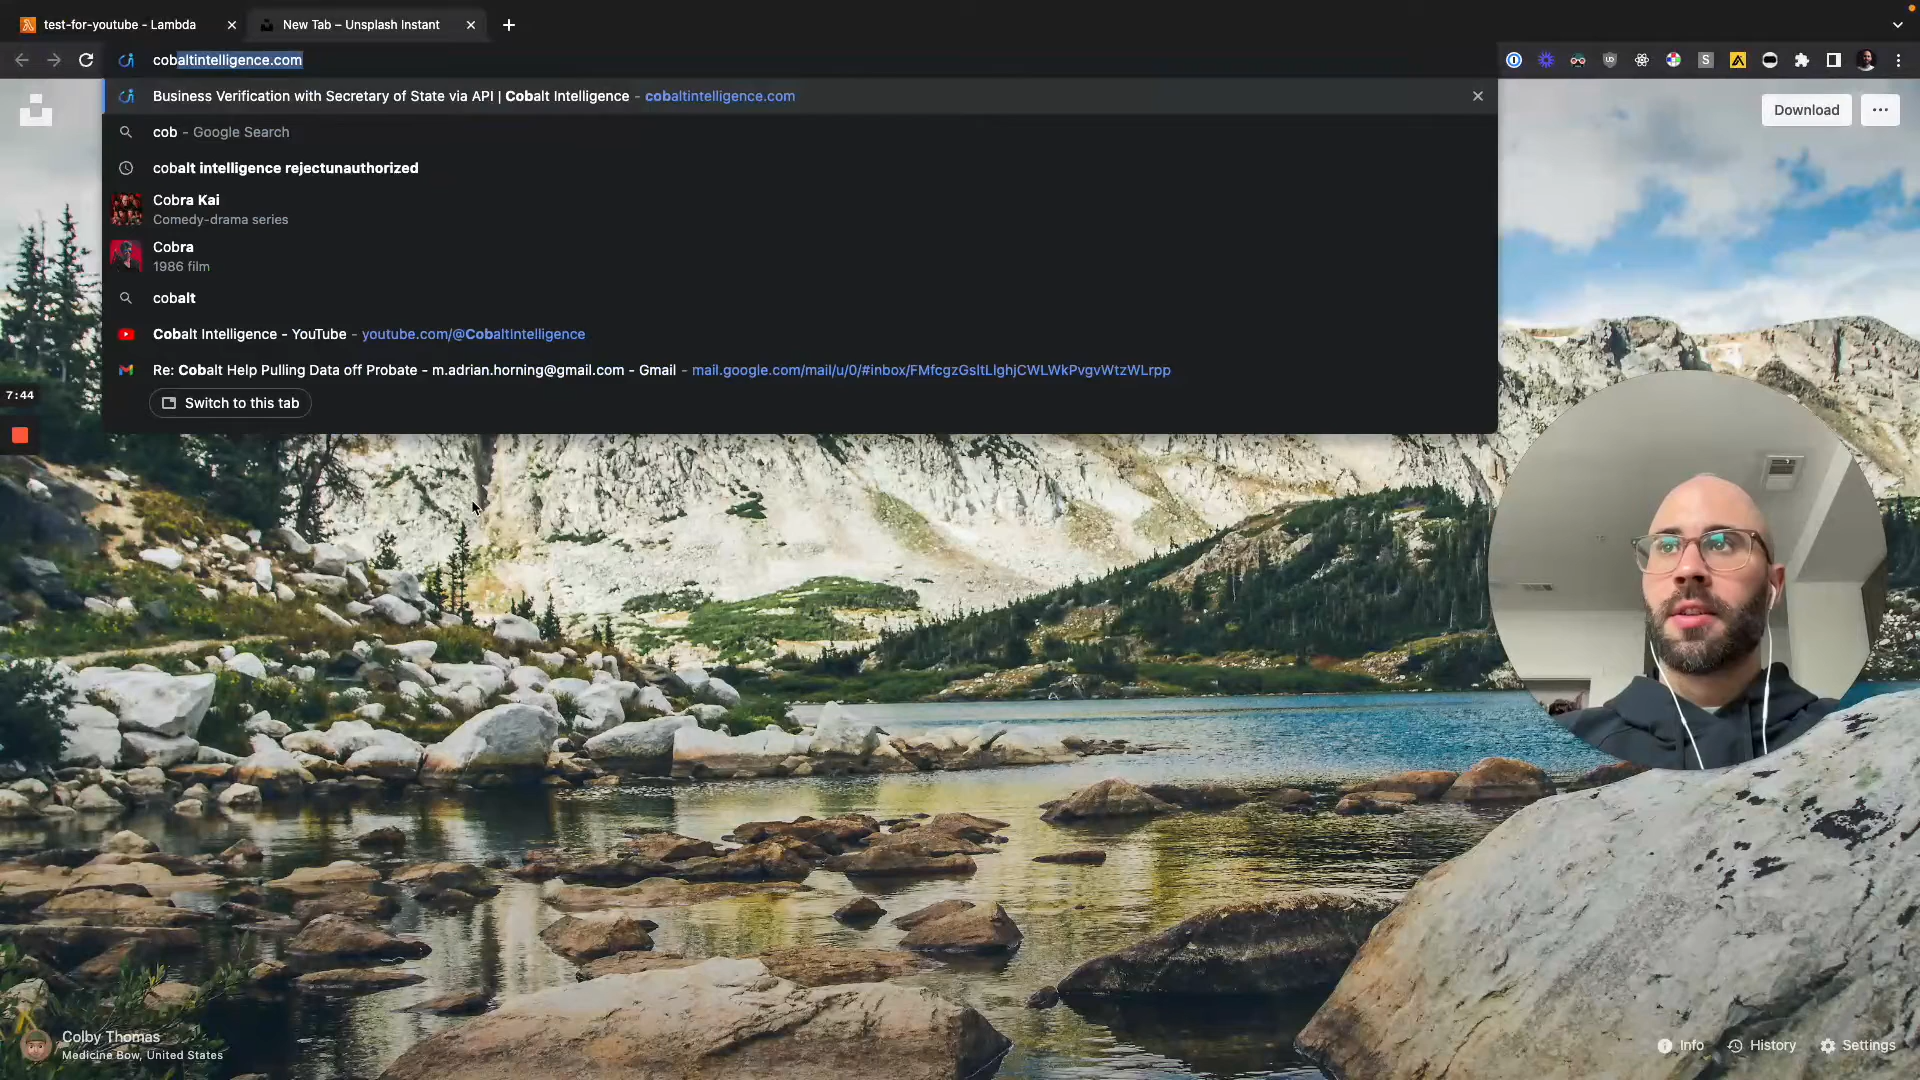 test-for-youtube - Lambda
New Tab – Unsplash Instant
cobaltintelligence.com
Business Verification with Secretary of State via API | Cobalt Intelligence - cobaltintelligence.com
Download
cob - Google Search
cobalt intelligence rejectunauthorized
Cobra Kai
Comedy-drama series
Cobra
1986 film
cobalt
Cobalt Intelligence - YouTube - youtube.com/@CobaltIntelligence
Re: Cobalt Help Pulling Data off Probate - m.adrian.horning@gmail.com - Gmail - mail.google.com/mail/u/0/#inbox/FMfcgzGsltLlghjCWLWkPvgvWtzWLrpp
7:44
Switch to this tab
Colby Thomas
Medicine Bow, United States
Info
History
Settings